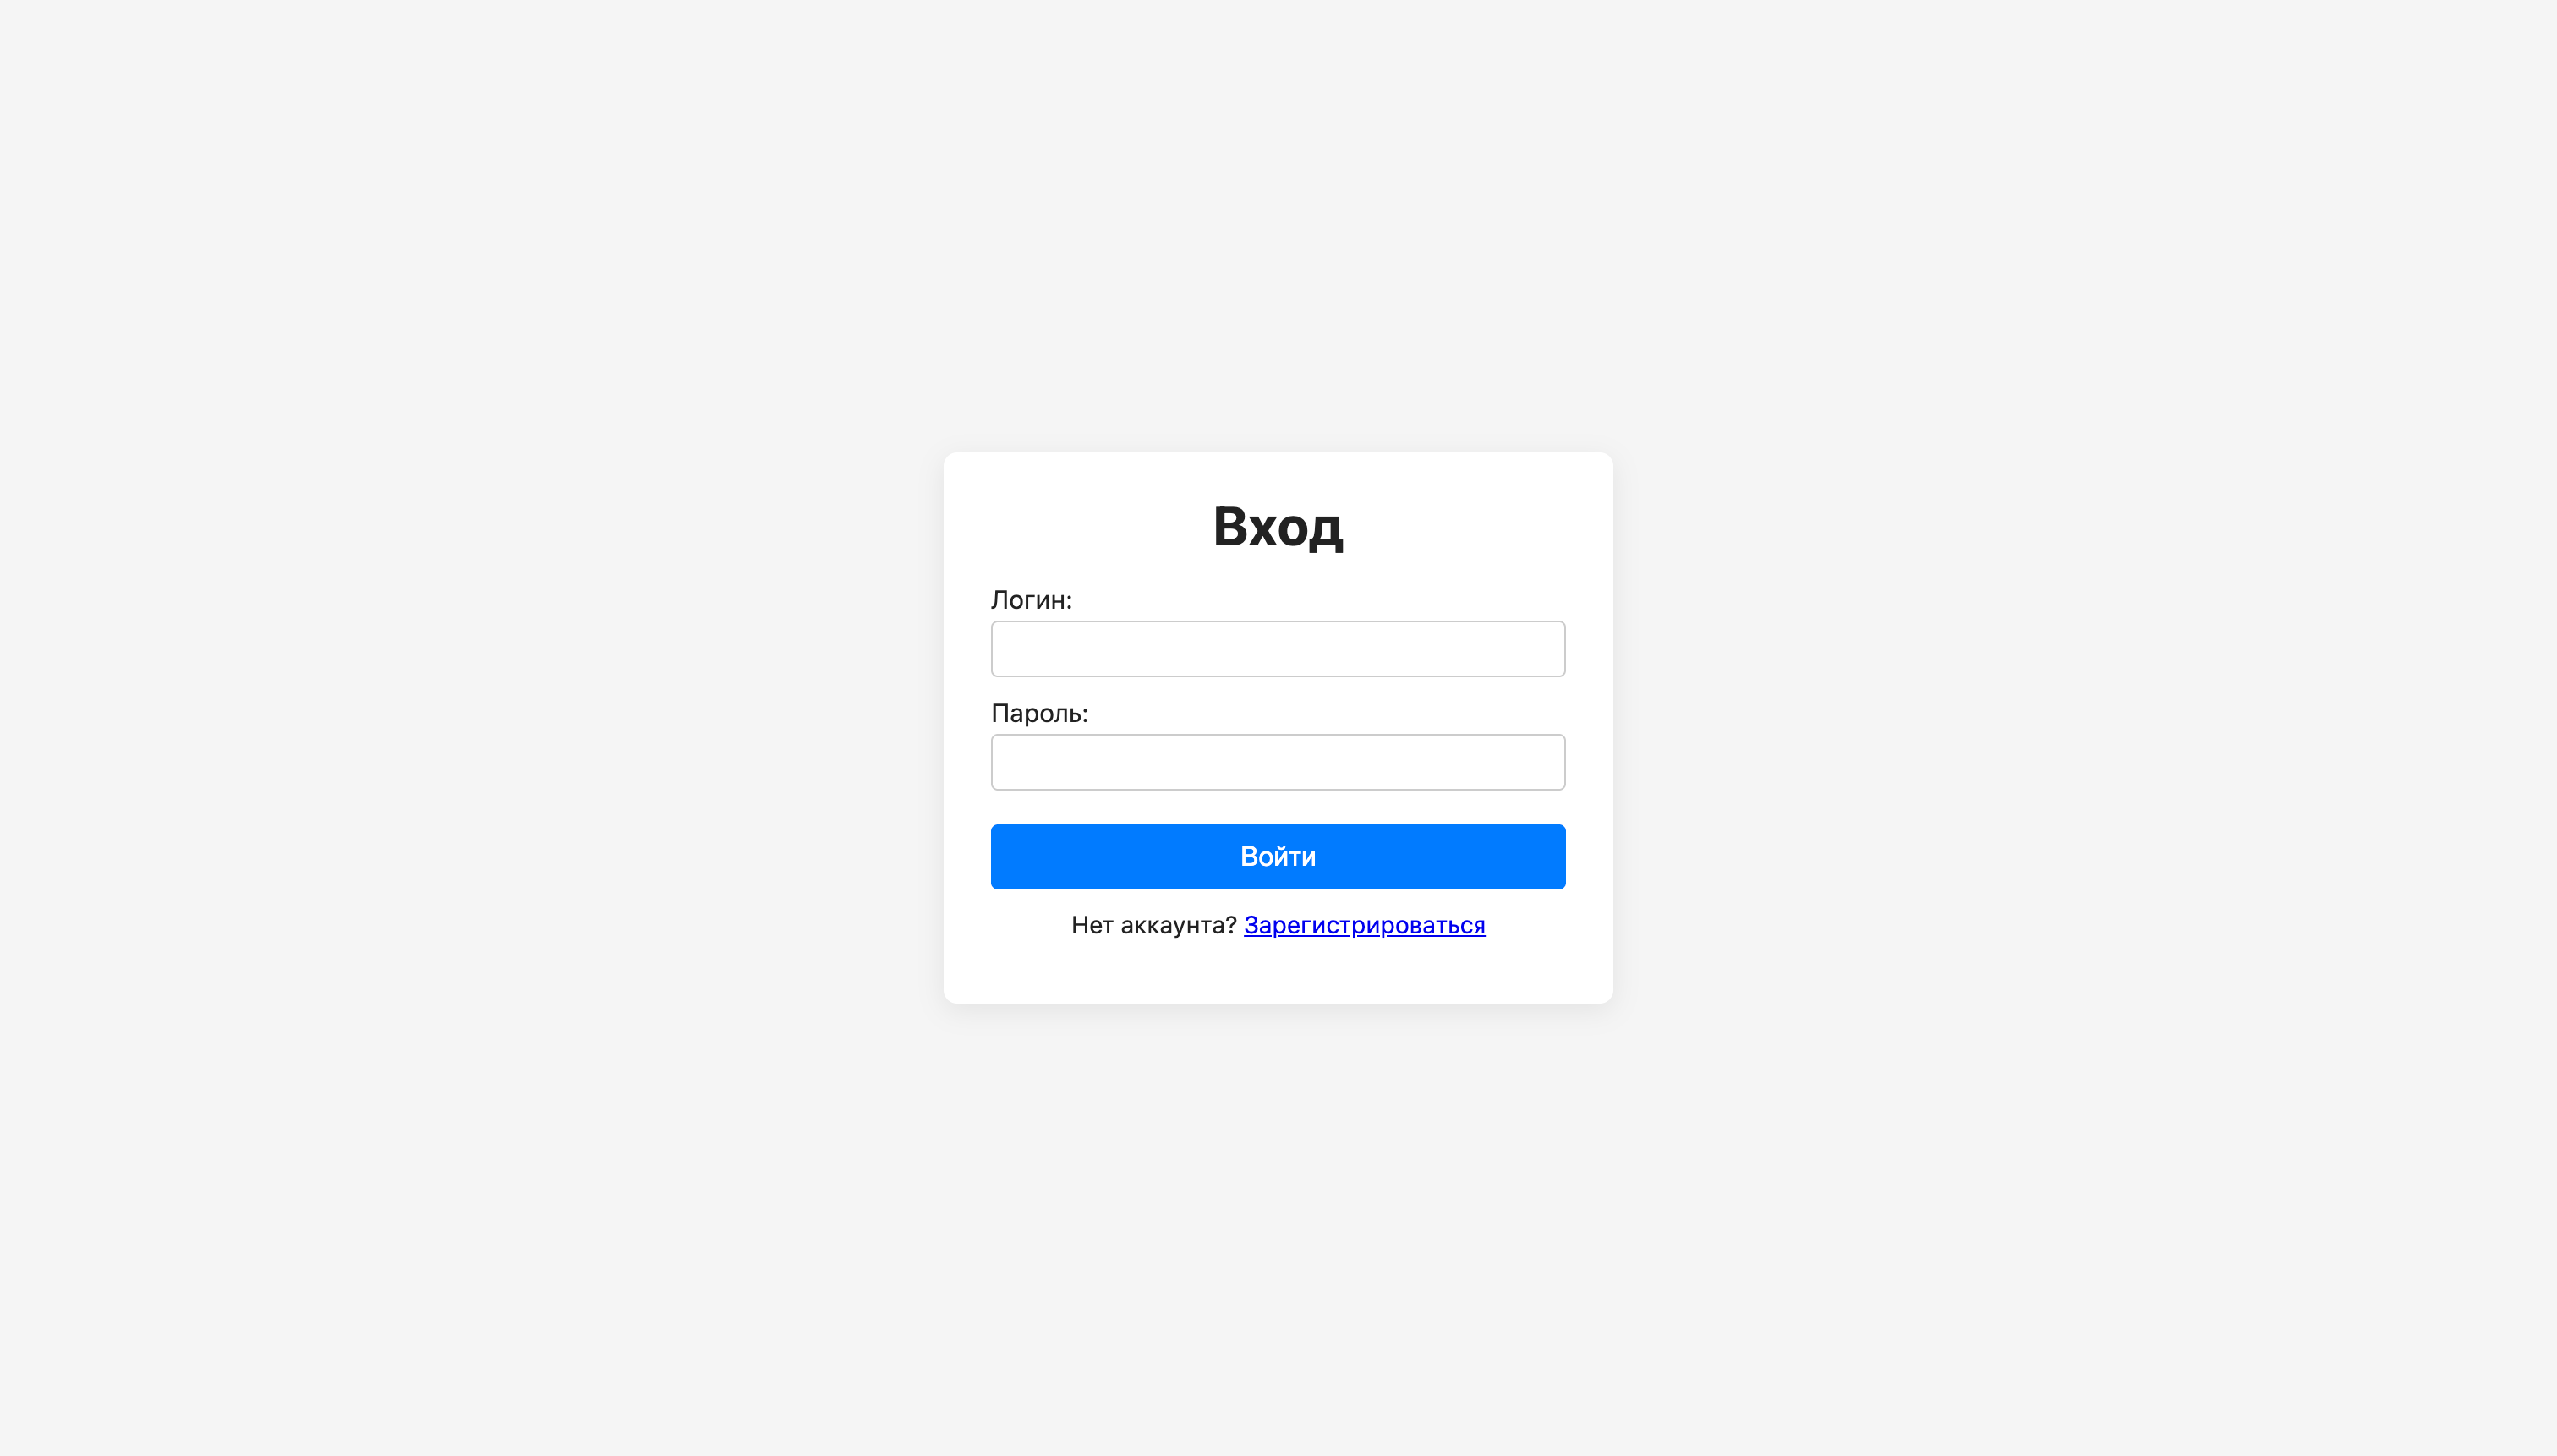 Вход
Логин:
Пароль:
Войти
Нет аккаунта? Зарегистрироваться